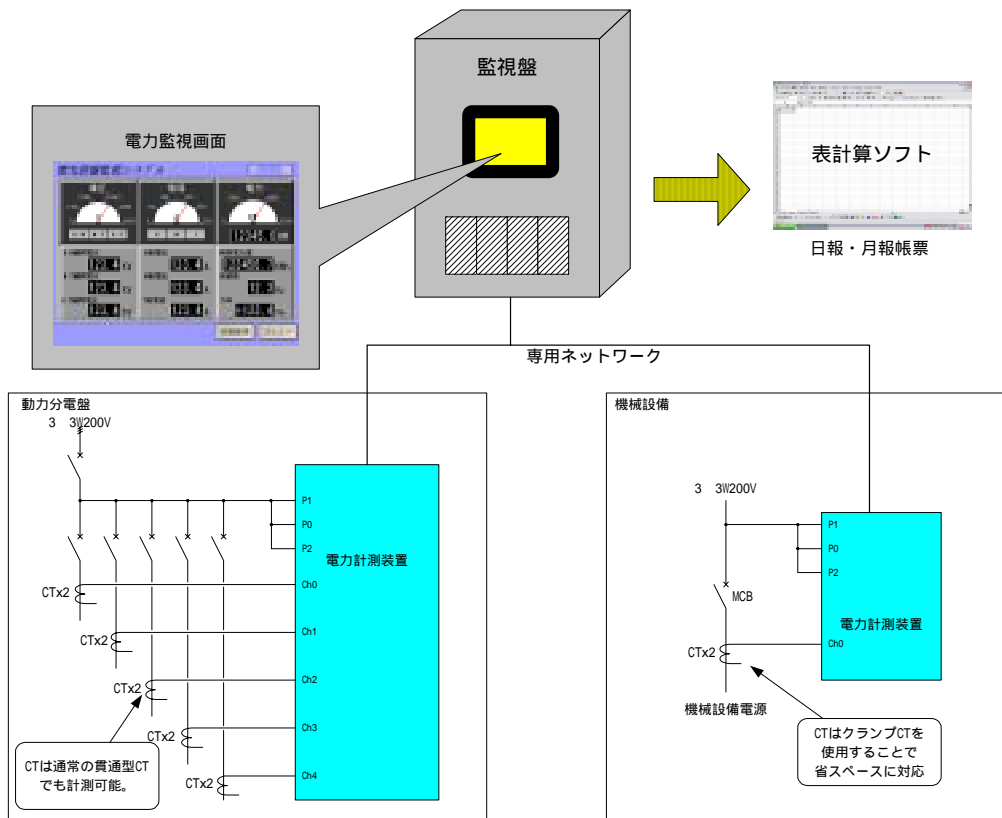 監視盤
電力監視画面
表計算ソフト
日報・月報帳票
専用ネットワーク
動力分電盤
3 3W200V
P1
P0
P2
電力計測装置
CTx2
Ch0
CTx2
Ch1
CTx2
Ch2
CTx2
Ch3
CTx2
Ch4
CTは通常の貫通型CT
でも計測可能。
機械設備
3 3W200V
P1
P0
P2
MCB
電力計測装置
CTx2
Ch0
機械設備電源
CTはクランプCTを
使用することで
省スペースに対応